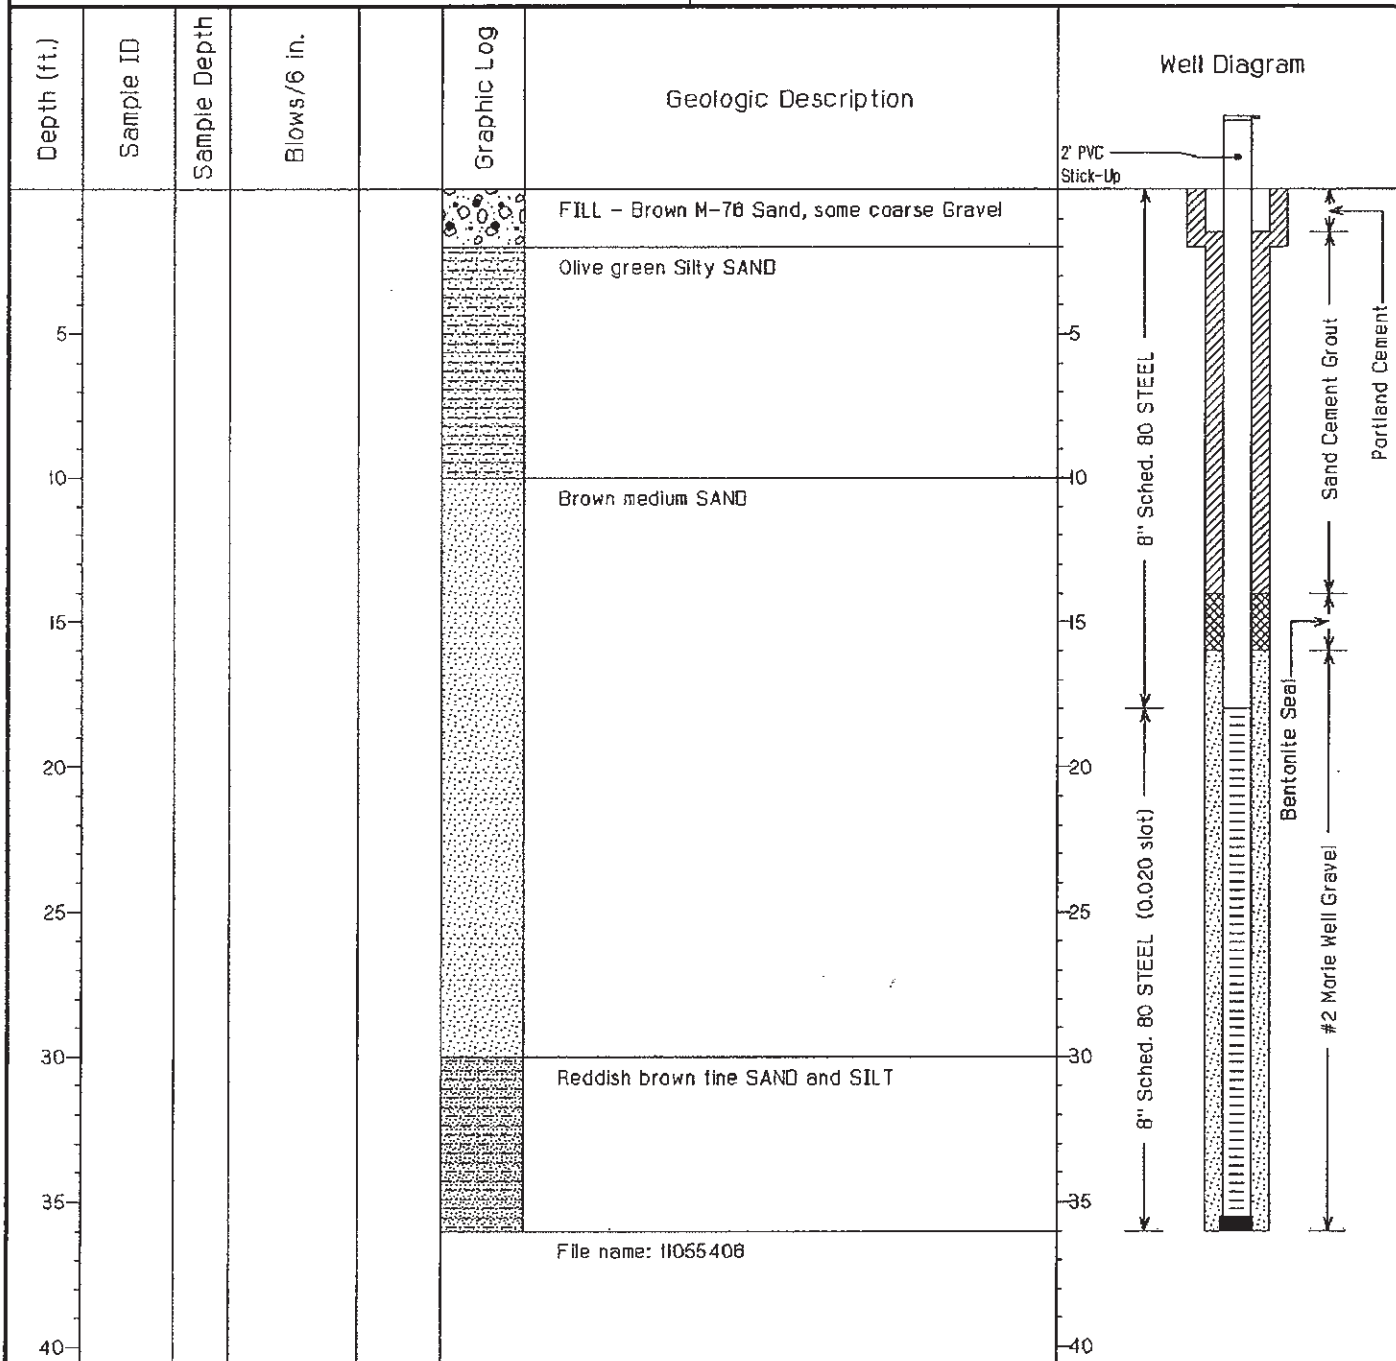 Depth (ft.)
Sample ID
Sample Depth
Blows/6 in.
Graphic Log
Geologic Description
Well Diagram
2' PVC
Stick-Up
FILL - Brown M-78 Sand, some coarse Gravel
Olive green Silty SAND
5
5
10
Brown medium SAND
10
15
15
20
20
25
25
30
Reddish brown fine SAND and SILT
30
35
35
File name: 11055408
40
40
8" Sched. 80 STEEL
8" Sched. 80 STEEL (0.020 slot)
Sand Cement Grout
Portland Cement
Bentonite Seal
#2 Morie Well Gravel